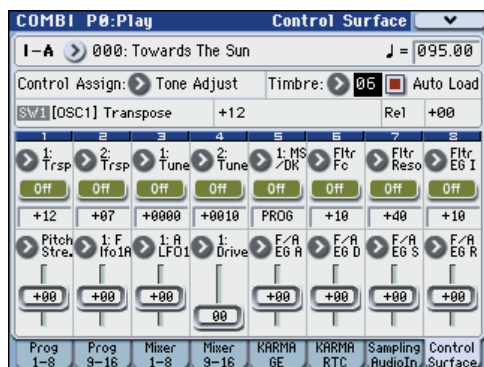 COMBI P0:Play Control Surface
I-A 000: Towards The Sun ♩= 095.00
Control Assign: Tone Adjust Timbre: 06 Auto Load
SW1 [OSC1] Transpose +12 Rel +00
1 2 3 4 5 6 7 8
1: Trsp 2: Trsp 1: Tune 2: Tune 1: MS /DK Fltr Fc Fltr Reso Fltr EG I
Off Off Off Off Off Off Off Off
+12 +07 +0000 +0010 PROG +10 +40 +10
Pitch Stre. 1: F lfo1A 1: A LFO1 1: Drive F/A EG A F/A EG D F/A EG S F/A EG R
+00 +00 +00 00 +00 +00 +00 +00
Prog 1-8 Prog 9-16 Mixer 1-8 Mixer 9-16 KARMA GE KARMA RTC Sampling AudioIn Control Surface